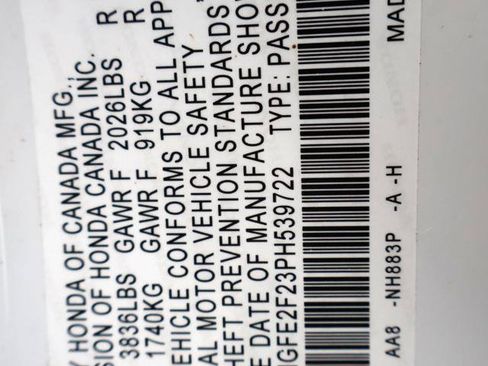 Y HONDA OF CANADA MFG.,
SION OF HONDA CANADA INC.
3836LBS GAWR F 2026LBS R
1740KG GAWR F 919KG R
EHICLE CONFORMS TO ALL APP
AL MOTOR VEHICLE SAFETY
HEFT PREVENTION STANDARDS
E DATE OF MANUFACTURE SHO
GFE2F23PH539722 TYPE: PASS
AA8 -NH883P -A -H MAD